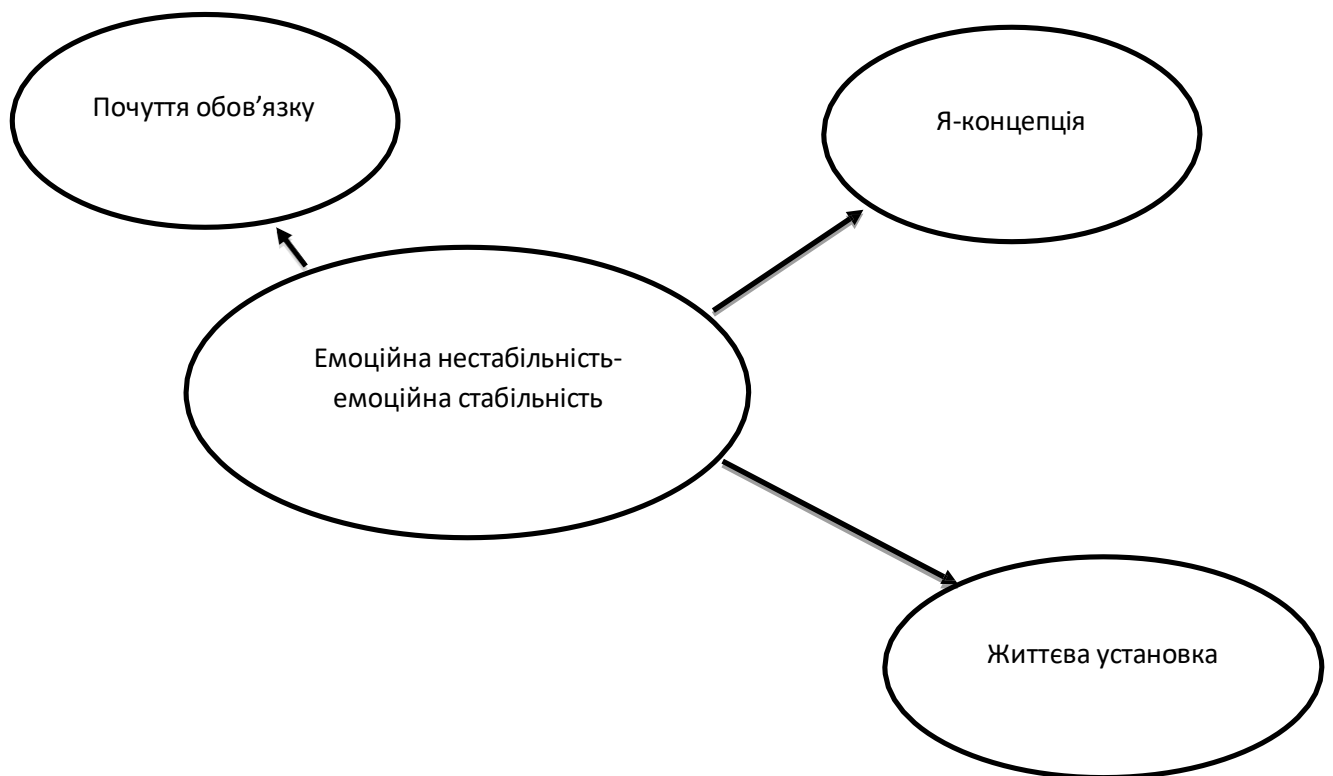 Почуття обов’язку
Я-концепція
Емоційна нестабільність-
емоційна стабільність
Життєва установка